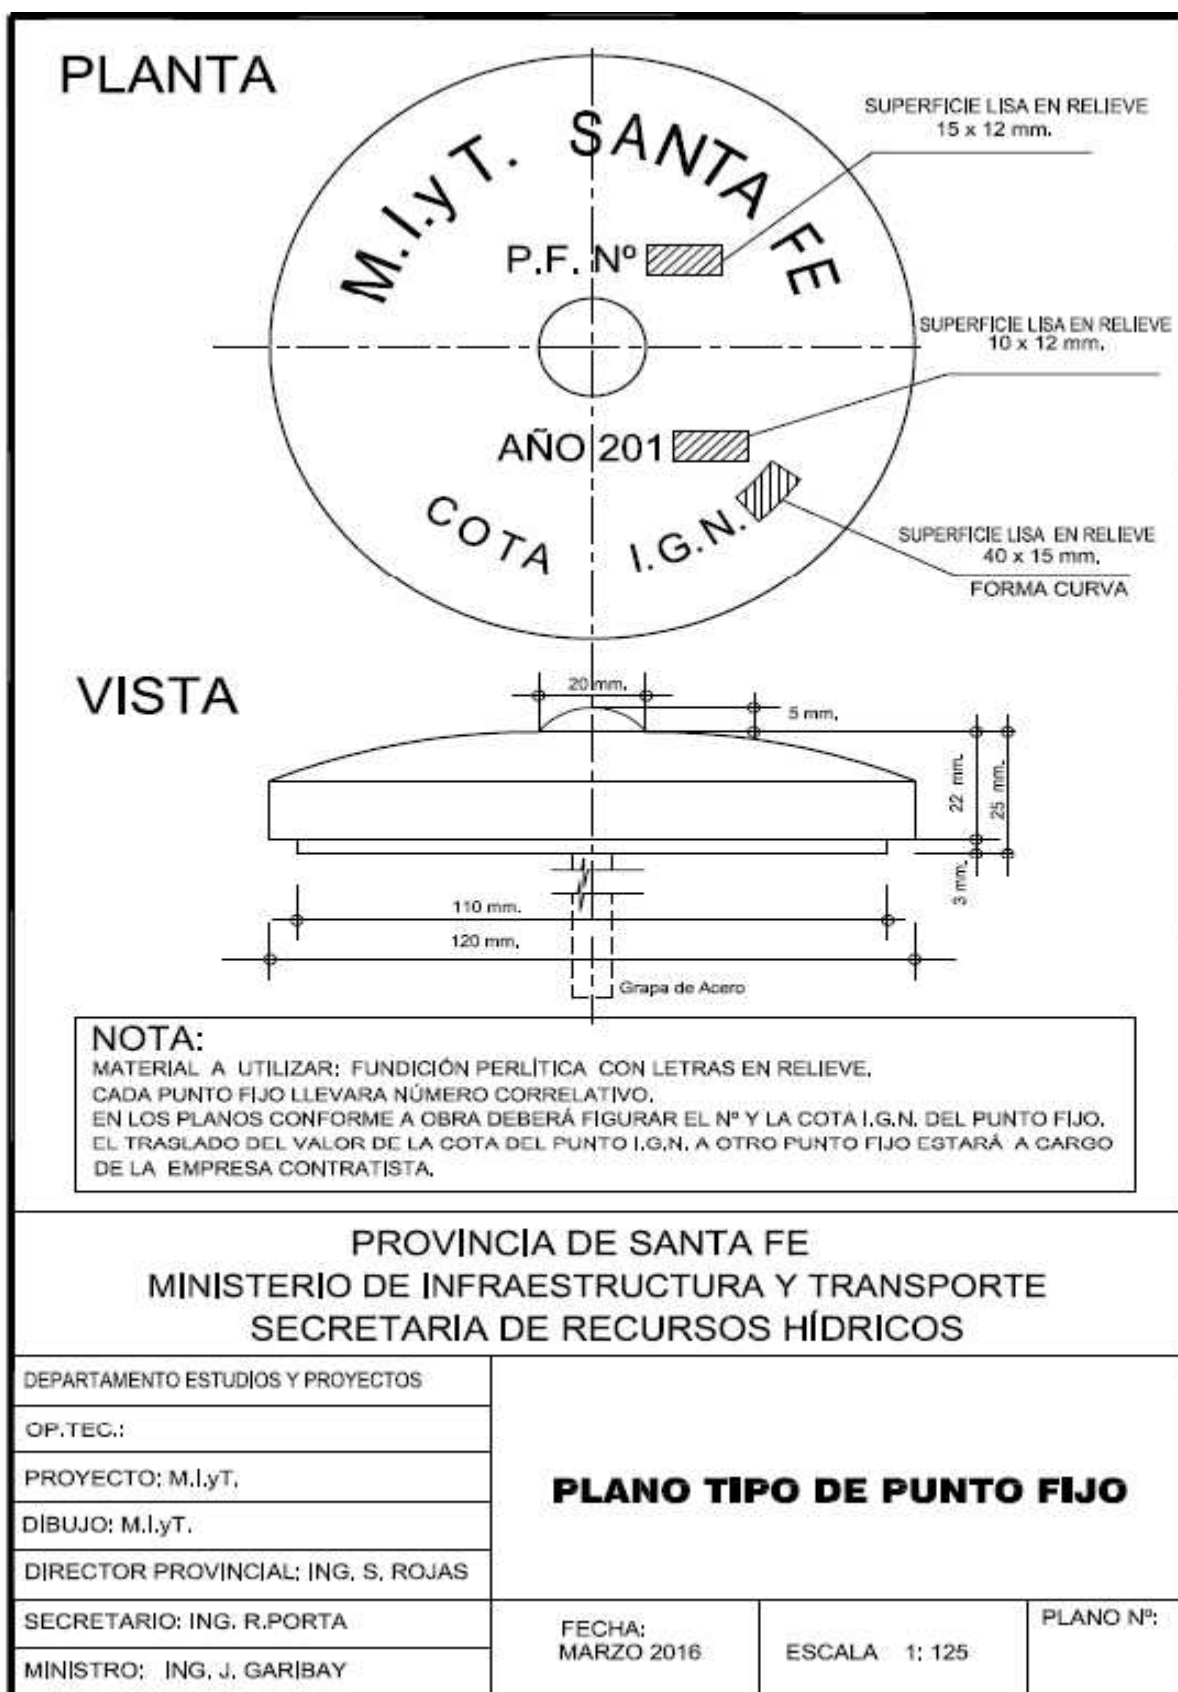 PLANTA
M.I.y T. SANTA FE
SUPERFICIE LISA EN RELIEVE
15 x 12 mm.
P.F. Nº
SUPERFICIE LISA EN RELIEVE
10 x 12 mm.
AÑO 201
COTA I.G.N.
SUPERFICIE LISA EN RELIEVE
40 x 15 mm.
FORMA CURVA
VISTA
20 mm.
5 mm.
22 mm.
25 mm.
3 mm.
110 mm.
120 mm.
Grapa de Acero
NOTA:
MATERIAL A UTILIZAR: FUNDICIÓN PERLÍTICA CON LETRAS EN RELIEVE.
CADA PUNTO FIJO LLEVARA NÚMERO CORRELATIVO.
EN LOS PLANOS CONFORME A OBRA DEBERÁ FIGURAR EL Nº Y LA COTA I.G.N. DEL PUNTO FIJO.
EL TRASLADO DEL VALOR DE LA COTA DEL PUNTO I.G.N. A OTRO PUNTO FIJO ESTARÁ A CARGO
DE LA EMPRESA CONTRATISTA.
PROVINCIA DE SANTA FE
MINISTERIO DE INFRAESTRUCTURA Y TRANSPORTE
SECRETARIA DE RECURSOS HÍDRICOS
DEPARTAMENTO ESTUDIOS Y PROYECTOS
OP.TEC.:
PROYECTO: M.I.yT.
DIBUJO: M.I.yT.
DIRECTOR PROVINCIAL: ING. S. ROJAS
SECRETARIO: ING. R.PORTA
MINISTRO: ING. J. GARIBAY
PLANO TIPO DE PUNTO FIJO
FECHA:
MARZO 2016
ESCALA 1: 125
PLANO Nº: